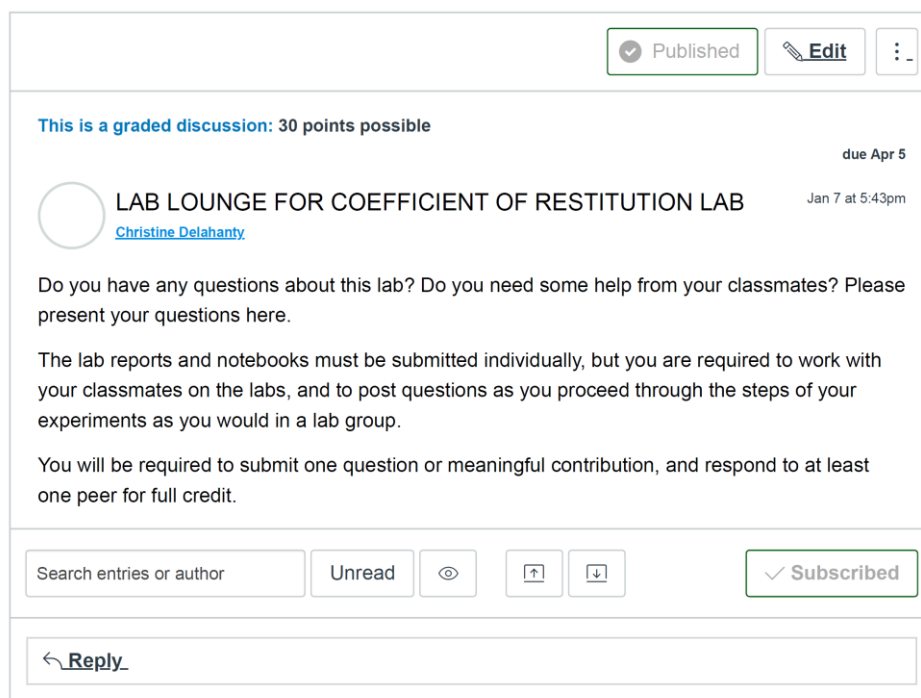 Published Edit
This is a graded discussion: 30 points possible
due Apr 5
LAB LOUNGE FOR COEFFICIENT OF RESTITUTION LAB
Jan 7 at 5:43pm
Christine Delahanty
Do you have any questions about this lab? Do you need some help from your classmates? Please
present your questions here.
The lab reports and notebooks must be submitted individually, but you are required to work with
your classmates on the labs, and to post questions as you proceed through the steps of your
experiments as you would in a lab group.
You will be required to submit one question or meaningful contribution, and respond to at least
one peer for full credit.
Search entries or author Unread Subscribed
Reply